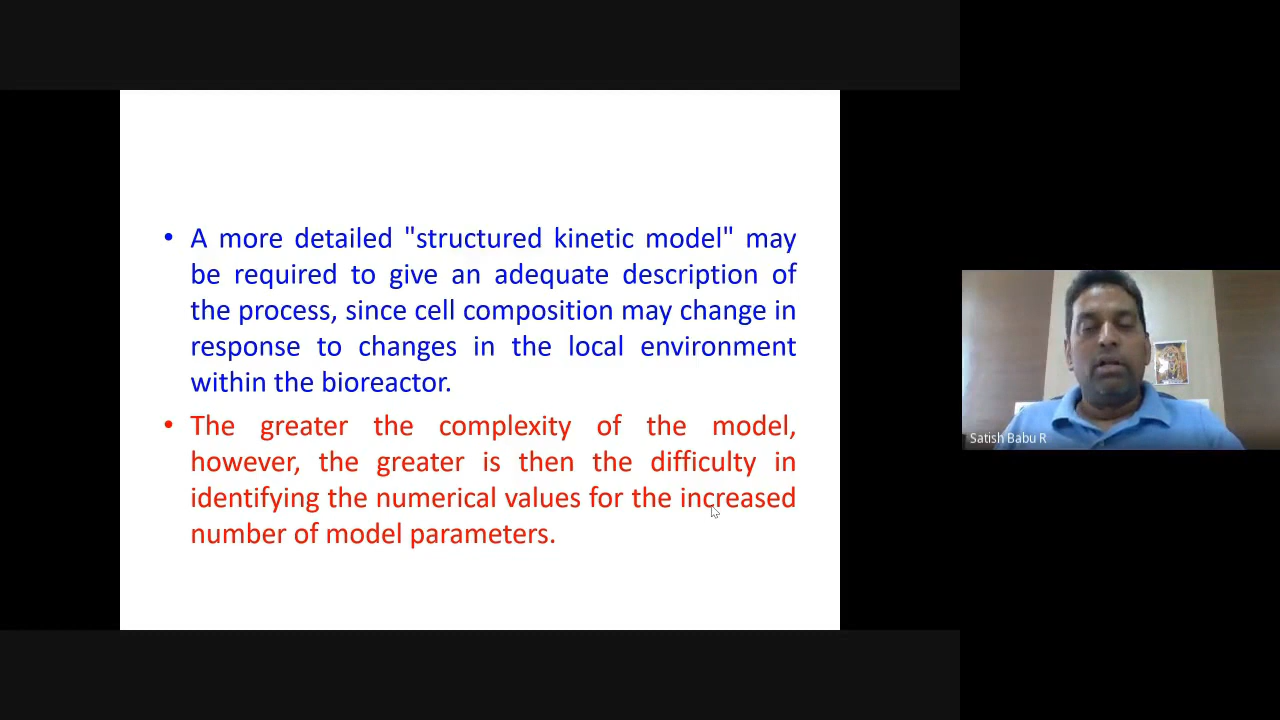 • A more detailed "structured kinetic model" may
be required to give an adequate description of
the process, since cell composition may change in
response to changes in the local environment
within the bioreactor.
• The greater the complexity of the model,
however, the greater is then the difficulty in
identifying the numerical values for the increased
number of model parameters.
Satish Babu R